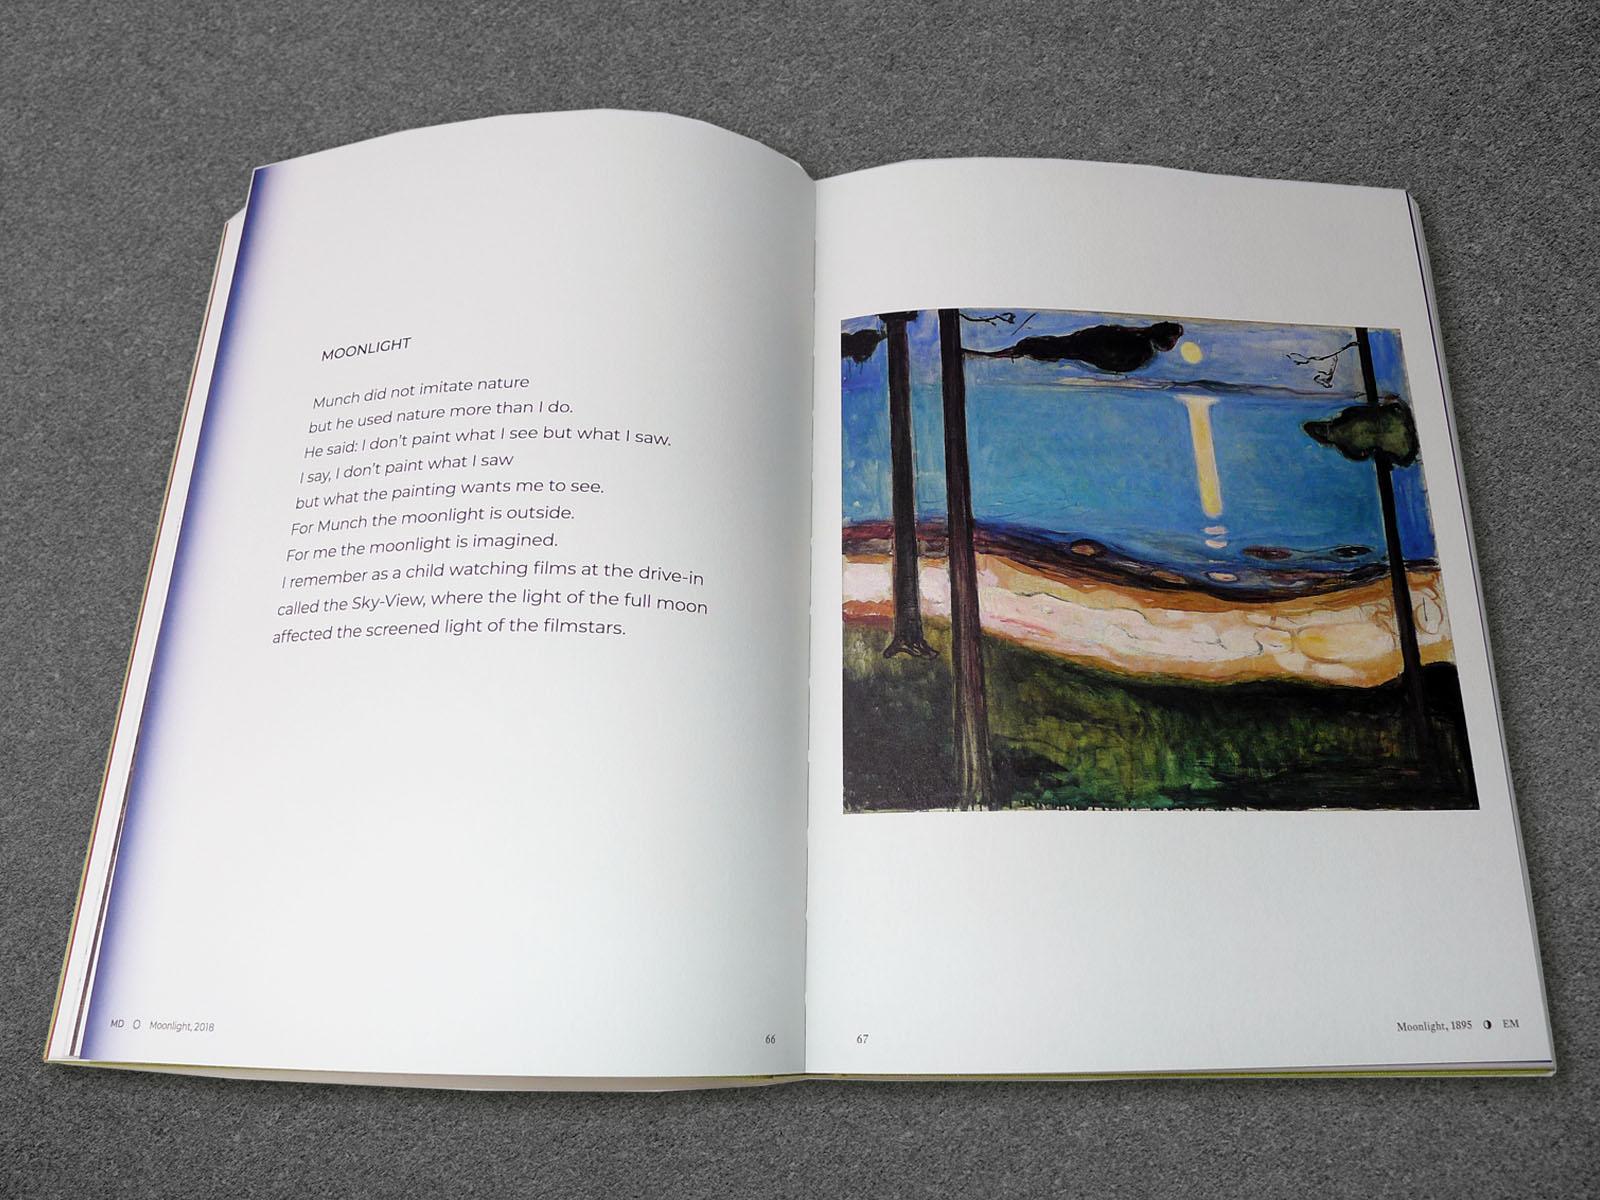 MOONLIGHT
Munch did not imitate nature
but he used nature more than I do.
He said: I don't paint what I see but what I saw.
I say, I don't paint what I saw
but what the painting wants me to see.
For Munch the moonlight is outside.
For me the moonlight is imagined.
I remember as a child watching films at the drive-in
called the Sky-View, where the light of the full moon
affected the screened light of the filmstars.
MD Moonlight, 2018
66
67
Moonlight, 1895 EM